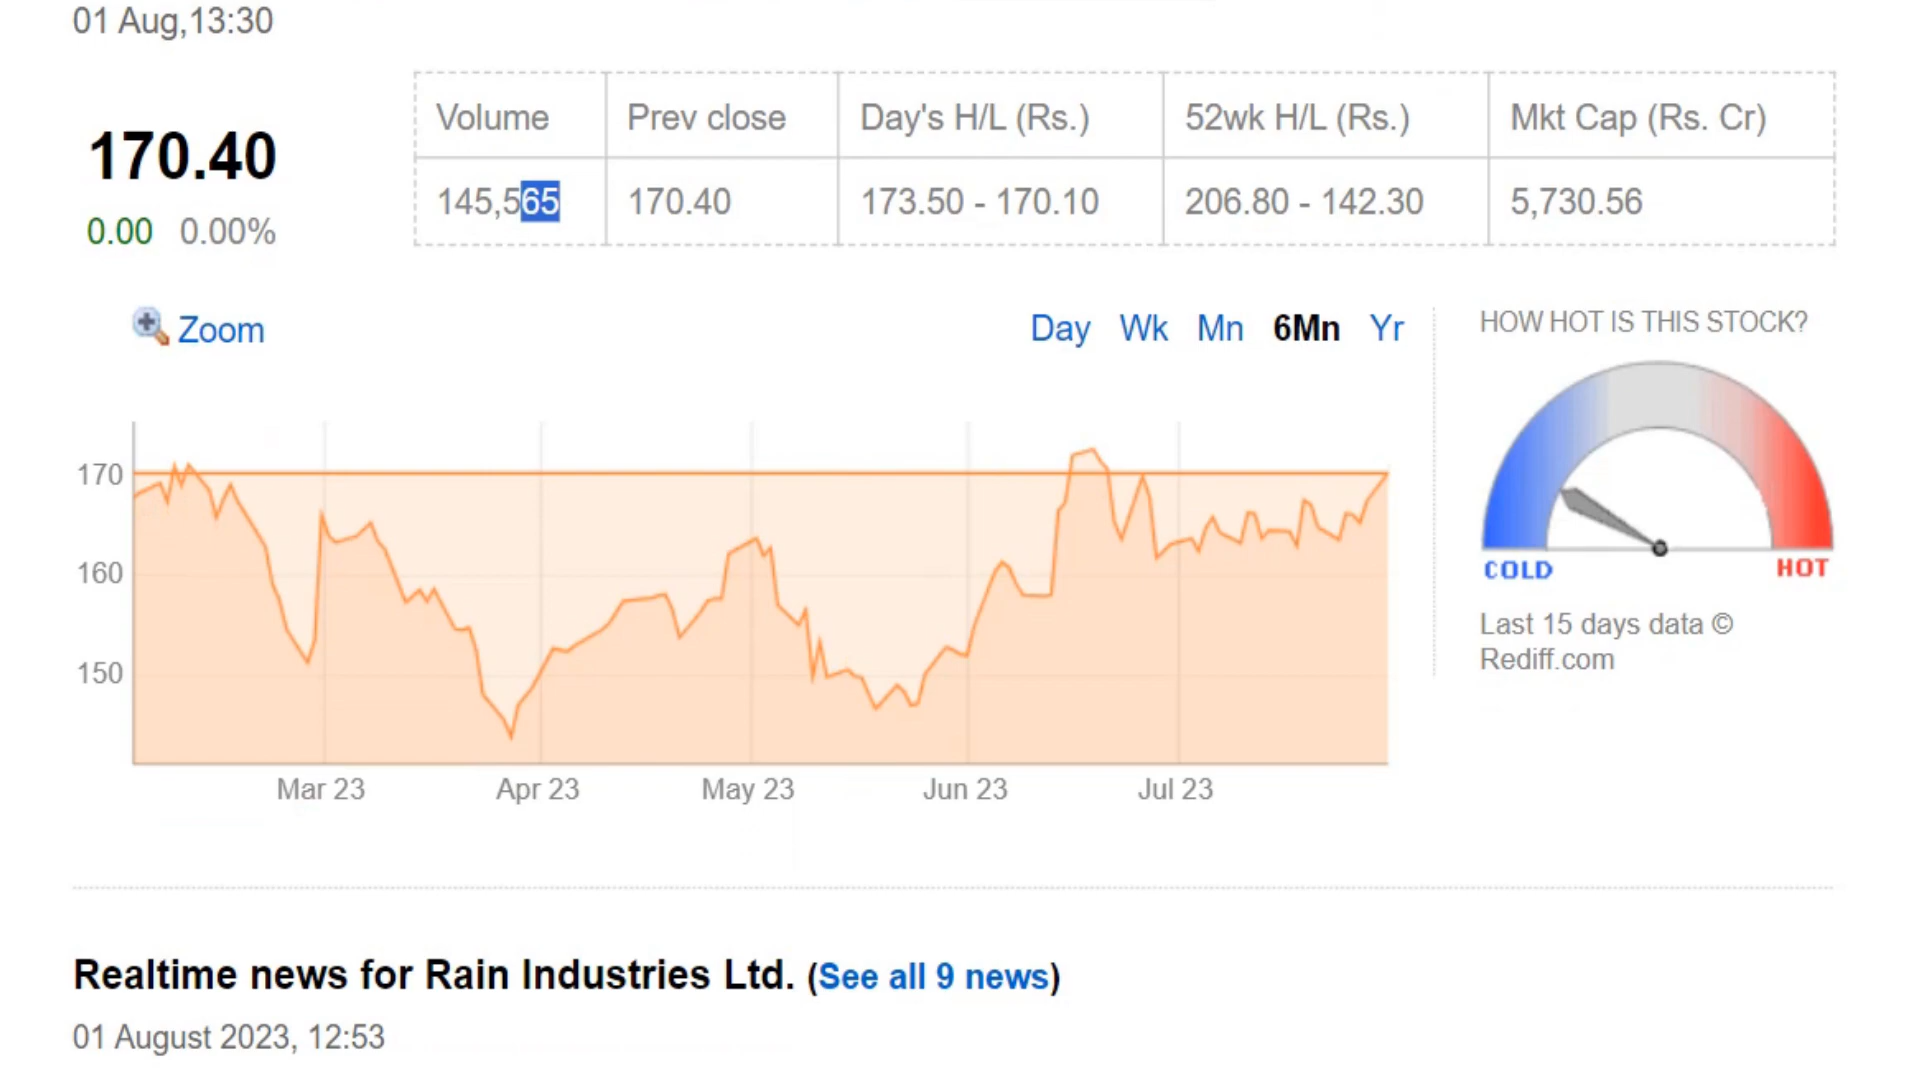 01 Aug,13:30
170.40
0.00 0.00%
Volume Prev close Day's H/L (Rs.) 52wk H/L (Rs.) Mkt Cap (Rs. Cr)
145,565 170.40 173.50 - 170.10 206.80 - 142.30 5,730.56
Zoom
Day Wk Mn 6Mn Yr
HOW HOT IS THIS STOCK?
170
160
150
Mar 23 Apr 23 May 23 Jun 23 Jul 23
COLD HOT
Last 15 days data ©
Rediff.com
Realtime news for Rain Industries Ltd. (See all 9 news)
01 August 2023, 12:53